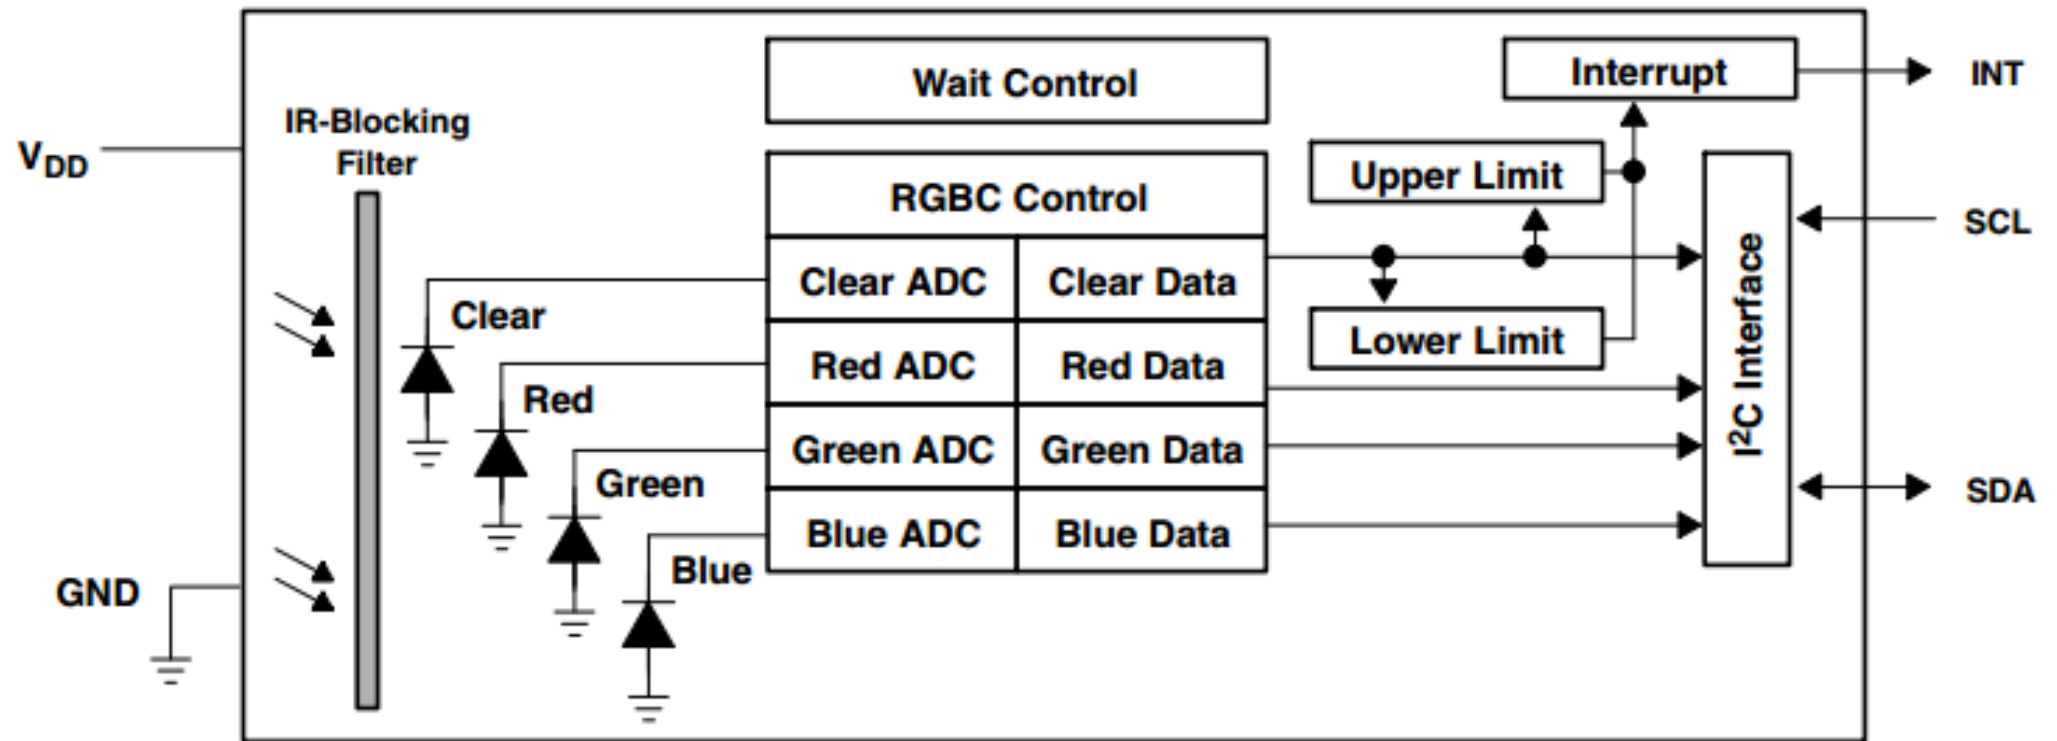 Wait Control
Interrupt
INT
IR-Blocking
Filter
VDD
Upper Limit
RGBC Control
SCL
Clear ADC
Clear Data
Clear
Lower Limit
Red ADC
Red Data
Red
I²C Interface
Green ADC
Green Data
Green
SDA
Blue ADC
Blue Data
Blue
GND